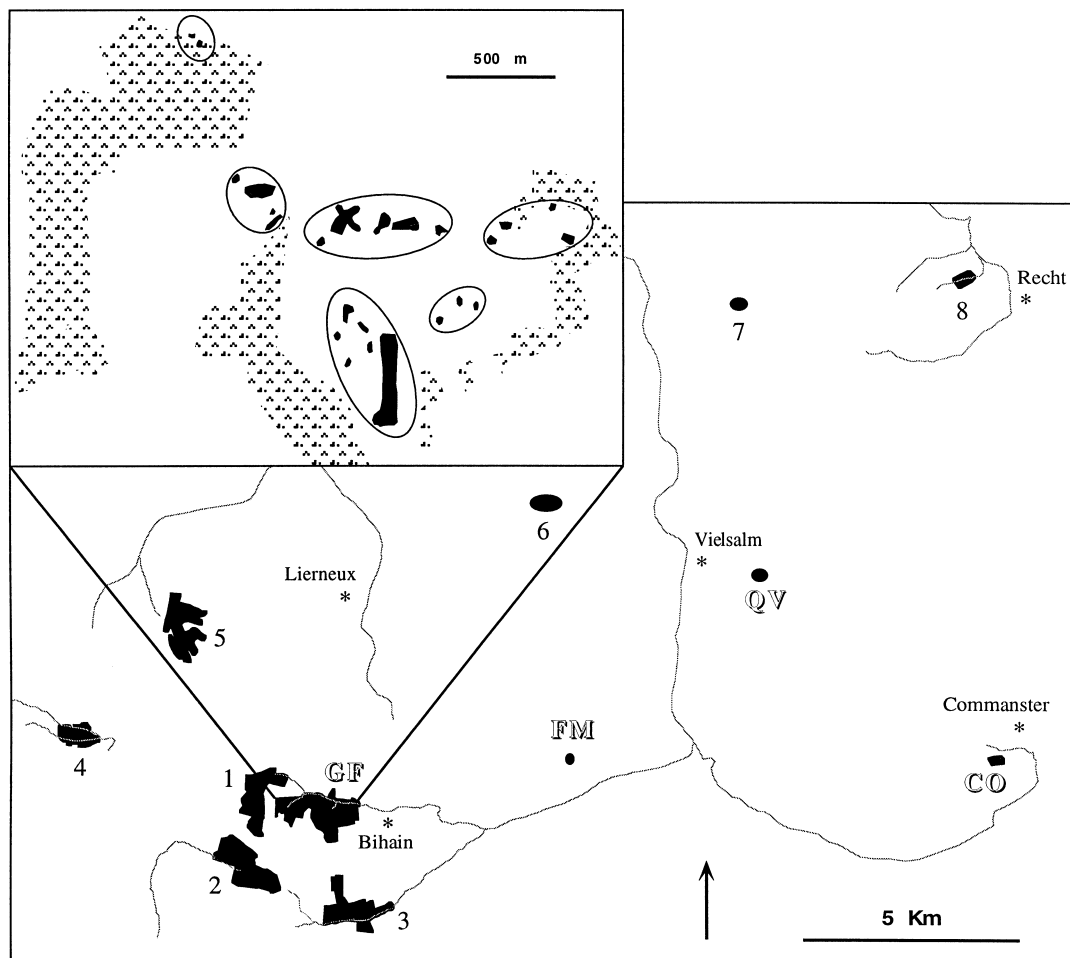 500 m
Recht
*
8
7
6
Vielsalm
*
QV
Lierneux
*
5
Commanster
*
FM
4
CO
1
GF
*
Bihain
2
3
5 Km